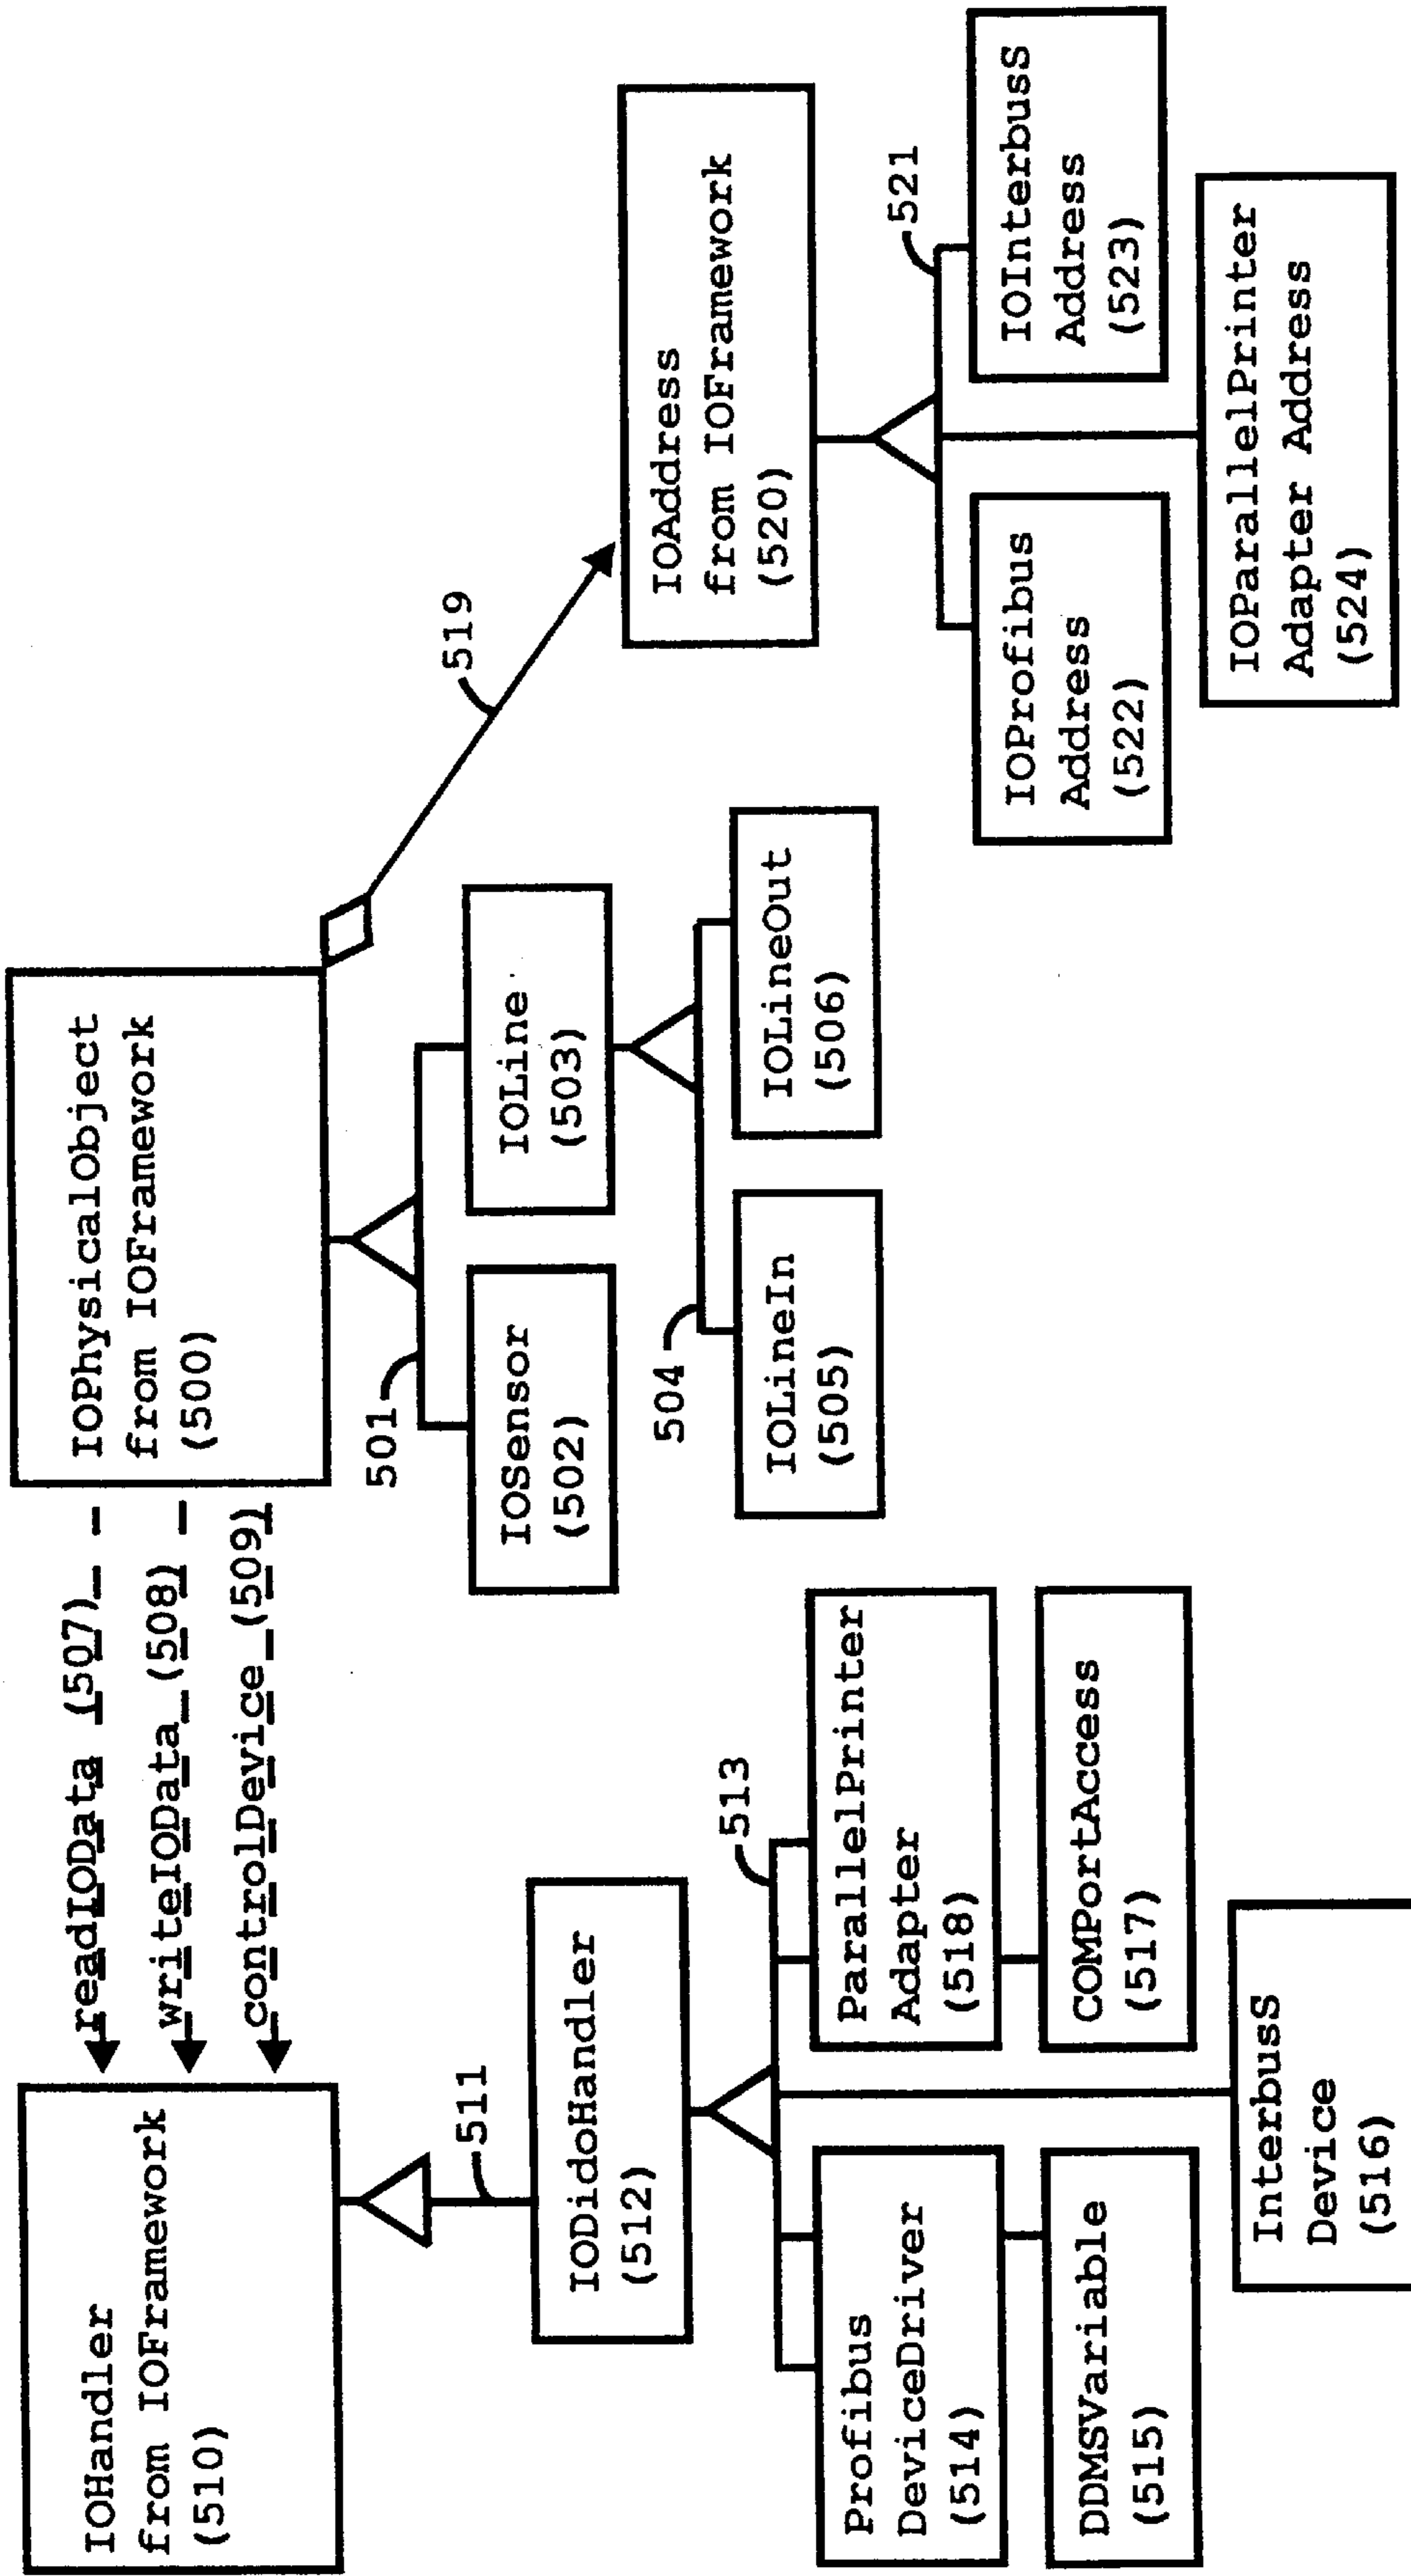 IOHandler
from IOFramework
(510)
readIOData (507)
writeIOData (508)
controlDevice (509)
IOPhysicalObject
from IOFramework
(500)
511
IODidoHandler
(512)
513
Profibus
DeviceDriver
(514)
DDMSVariable
(515)
ParallelPrinter
Adapter
(518)
COMPortAccess
(517)
InterbusS
Device
(516)
501
IOSensor
(502)
IOLine
(503)
504
IOLineIn
(505)
IOLineOut
(506)
519
IOAddress
from IOFramework
(520)
521
IOProfibus
Address
(522)
IOInterbusS
Address
(523)
IOParallelPrinter
Adapter Address
(524)